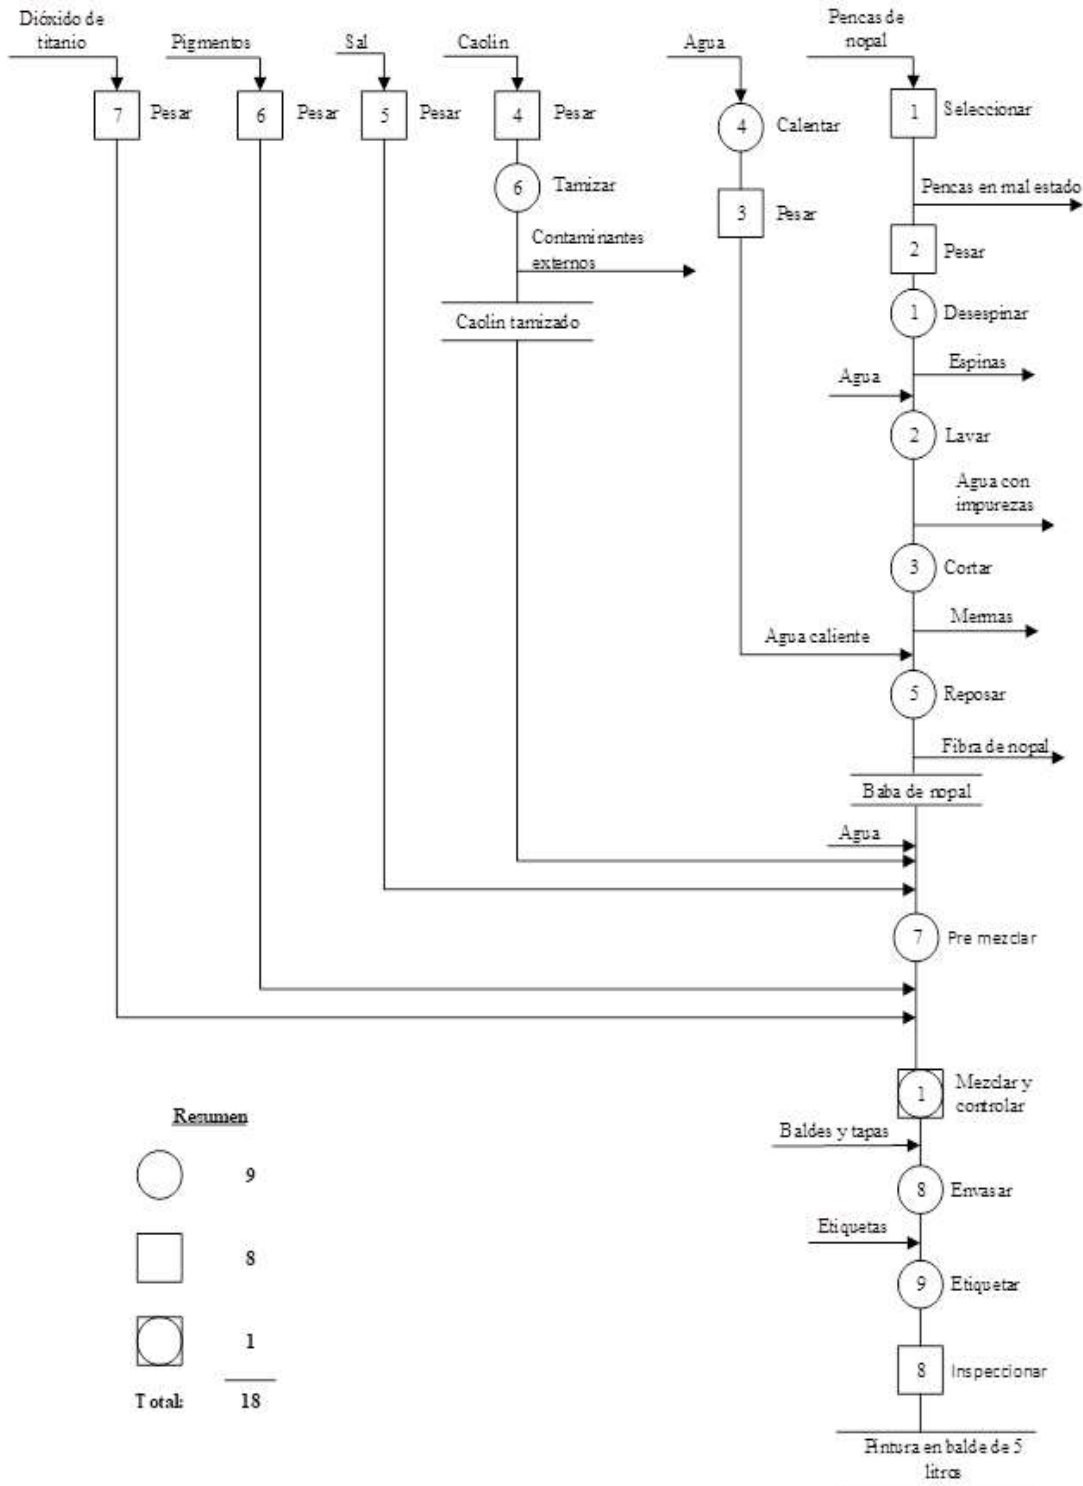 Dióxido de
titanio
Pigmentos
Sal
Caolin
Agua
Pencas de
nopal
7 Pesar
6 Pesar
5 Pesar
4 Pesar
4 Calentar
1 Seleccionar
6 Tamizar
Pencas en mal estado
3 Pesar
Contaminantes
externos
2 Pesar
Caolin tamizado
1 Desespinar
Espinas
Agua
2 Lavar
Agua con
impurezas
3 Cortar
Mermas
Agua caliente
5 Reposar
Fibra de nopal
Baba de nopal
Agua
7 Pre mezclar
1 Mezclar y
controlar
Baldes y tapas
8 Envasar
Etiquetas
9 Etiquetar
8 Inspeccionar
Pintura en balde de 5
litros
Resumen
9
8
1
Total: 18